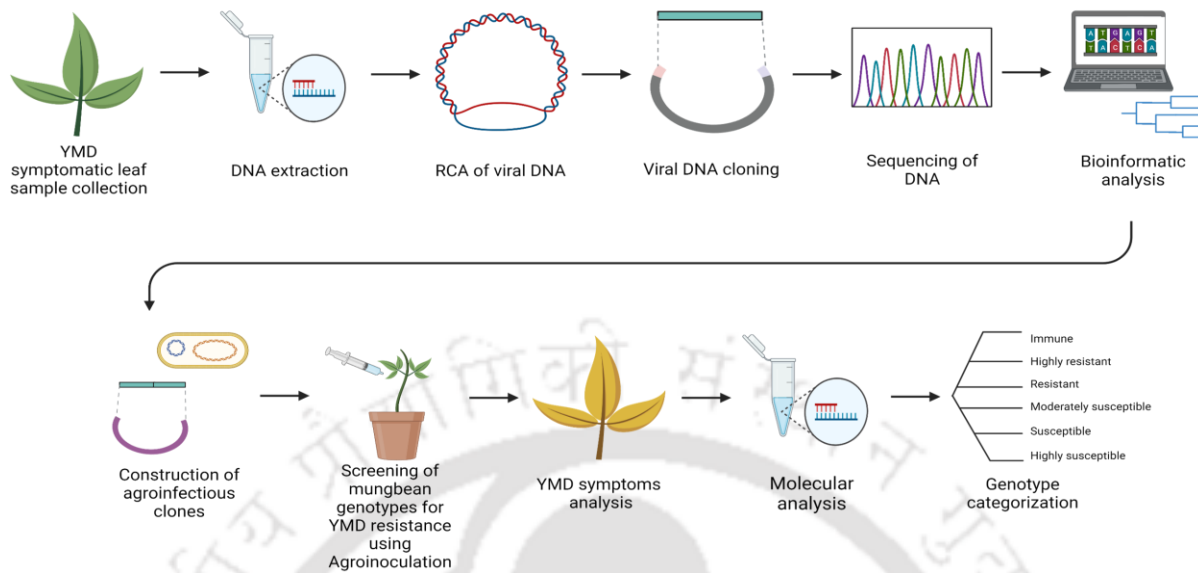 YMD
symptomatic leaf
sample collection
DNA extraction
RCA of viral DNA
Viral DNA cloning
Sequencing of
DNA
A T G A G T
T A C T C A
Bioinformatic
analysis
Construction of
agroinfectious
clones
Screening of
mungbean
genotypes for
YMD resistance
using
Agroinoculation
YMD symptoms
analysis
Molecular
analysis
Immune
Highly resistant
Resistant
Moderately susceptible
Susceptible
Highly susceptible
Genotype
categorization